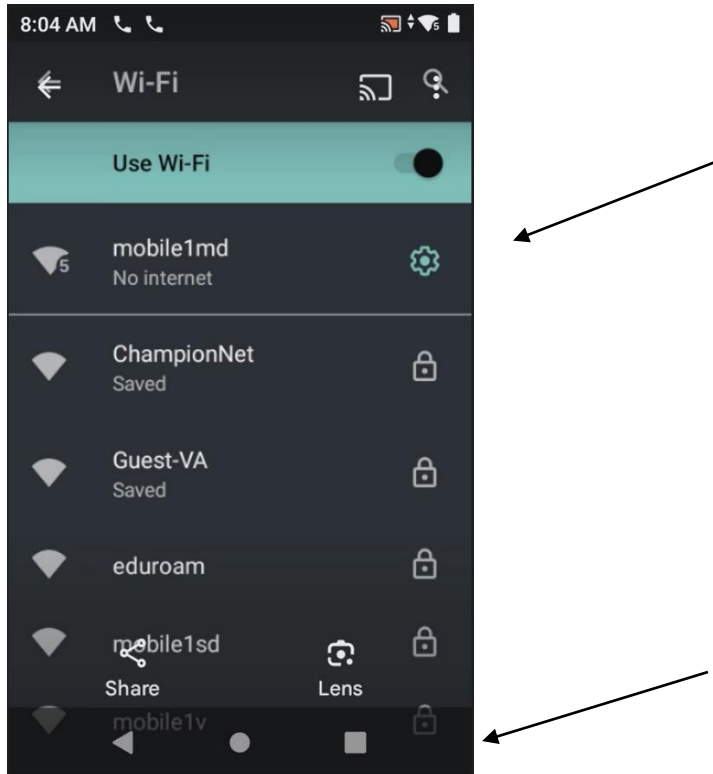 8:04 AM 5
Wi-Fi
Use Wi-Fi
mobile1md
5
No internet
ChampionNet
Saved
Guest-VA
Saved
eduroam
mobile1sd
Share Lens
mobile1v